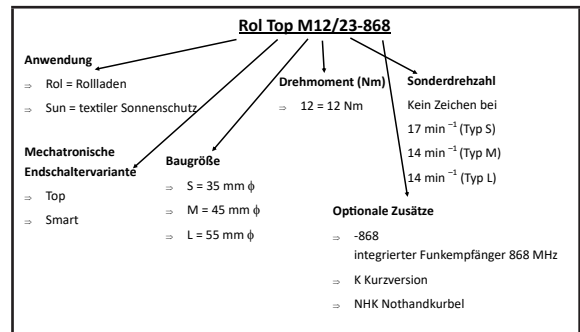 Rol Top M12/23-868
Anwendung
⇒ Rol = Rollladen
⇒ Sun = textiler Sonnenschutz
Mechatronische
Endschaltervariante
⇒ Top
⇒ Smart
Baugröße
⇒ S = 35 mm ϕ
⇒ M = 45 mm ϕ
⇒ L = 55 mm ϕ
Drehmoment (Nm)
⇒ 12 = 12 Nm
Sonderdrehzahl
Kein Zeichen bei
17 min ⁻¹ (Typ S)
14 min ⁻¹ (Typ M)
14 min ⁻¹ (Typ L)
Optionale Zusätze
⇒ -868
integrierter Funkempfänger 868 MHz
⇒ K Kurzversion
⇒ NHK Nothandkurbel